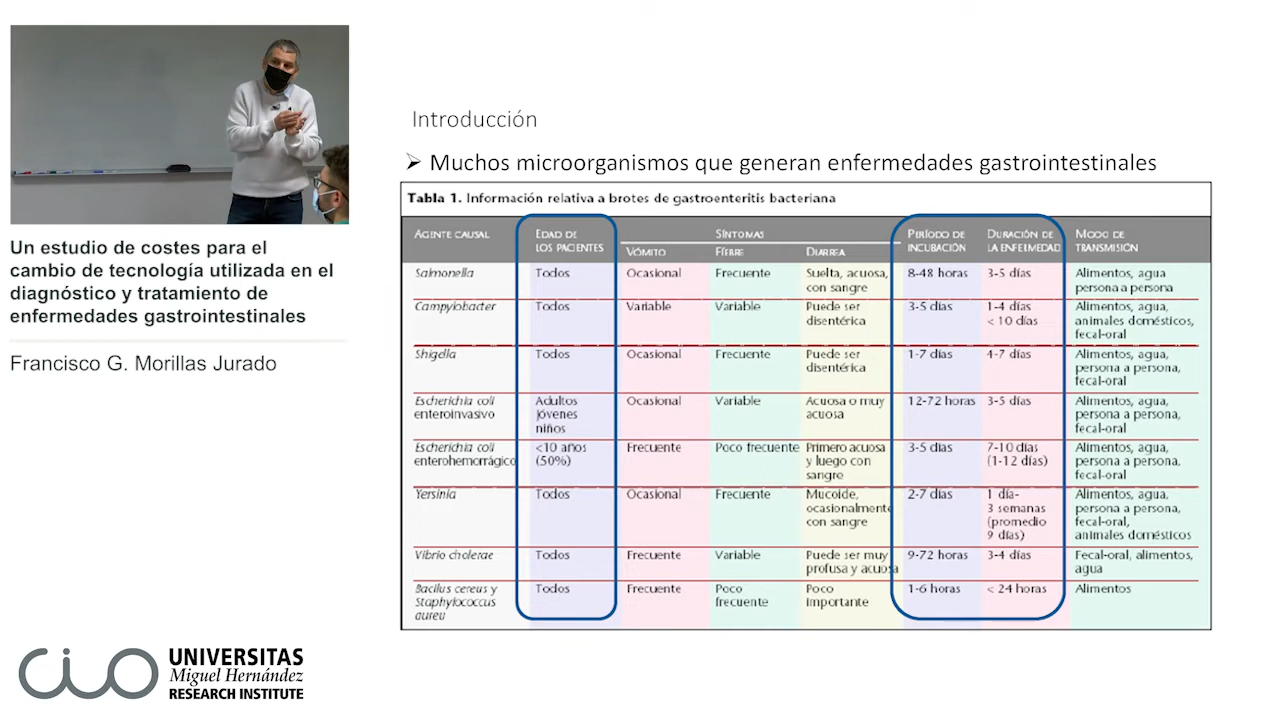 Un estudio de costes para el
cambio de tecnología utilizada en el
diagnóstico y tratamiento de
enfermedades gastrointestinales
Francisco G. Morillas Jurado
CIO
UNIVERSITAS
Miguel Hernández
RESEARCH INSTITUTE
Introducción
➢ Muchos microorganismos que generan enfermedades gastrointestinales
Tabla 1. Información relativa a brotes de gastroenteritis bacteriana
AGENTE CAUSAL EDAD DE LOS PACIENTES SÍNTOMAS VÓMITO FIEBRE DIARREA PERÍODO DE INCUBACIÓN DURACIÓN DE LA ENFERMEDAD MODO DE TRANSMISIÓN
Salmonella Todos Ocasional Frecuente Suelta, acuosa, con sangre 8-48 horas 3-5 días Alimentos, agua persona a persona
Campylobacter Todos Variable Variable Puede ser disentérica 3-5 días 1-4 días < 10 días Alimentos, agua, animales domésticos, fecal-oral
Shigella Todos Ocasional Frecuente Puede ser disentérica 1-7 días 4-7 días Alimentos, agua, persona a persona, fecal-oral
Escherichia coli enteroinvasivo Adultos jóvenes niños Ocasional Variable Acuosa o muy acuosa 12-72 horas 3-5 días Alimentos, agua, persona a persona, fecal-oral
Escherichia coli enterohemorrágico <10 años (50%) Frecuente Poco frecuente Primero acuosa y luego con sangre 3-5 días 7-10 días (1-12 días) Alimentos, agua, persona a persona, fecal-oral
Yersinia Todos Ocasional Frecuente Mucoide, ocasionalmente con sangre 2-7 días 1 día- 3 semanas (promedio 9 días) Alimentos, agua, persona a persona, fecal-oral, animales domésticos
Vibrio cholerae Todos Frecuente Variable Puede ser muy profusa y acuosa 9-72 horas 3-4 días Fecal-oral, alimentos, agua
Bacilus cereus y Staphylococcus aureu Todos Frecuente Poco frecuente Poco importante 1-6 horas < 24 horas Alimentos